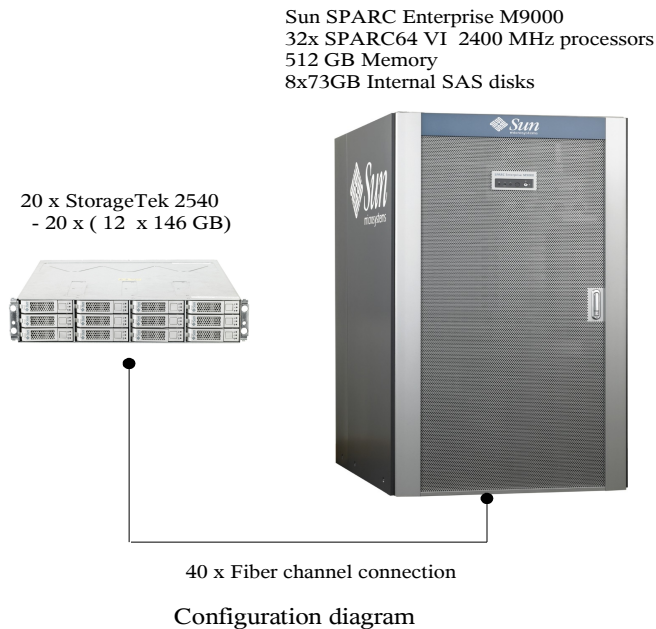 Sun SPARC Enterprise M9000
32x SPARC64 VI 2400 MHz processors
512 GB Memory
8x73GB Internal SAS disks
Sun
Sun
microsystems
20 x StorageTek 2540
- 20 x ( 12 x 146 GB)
40 x Fiber channel connection
Configuration diagram